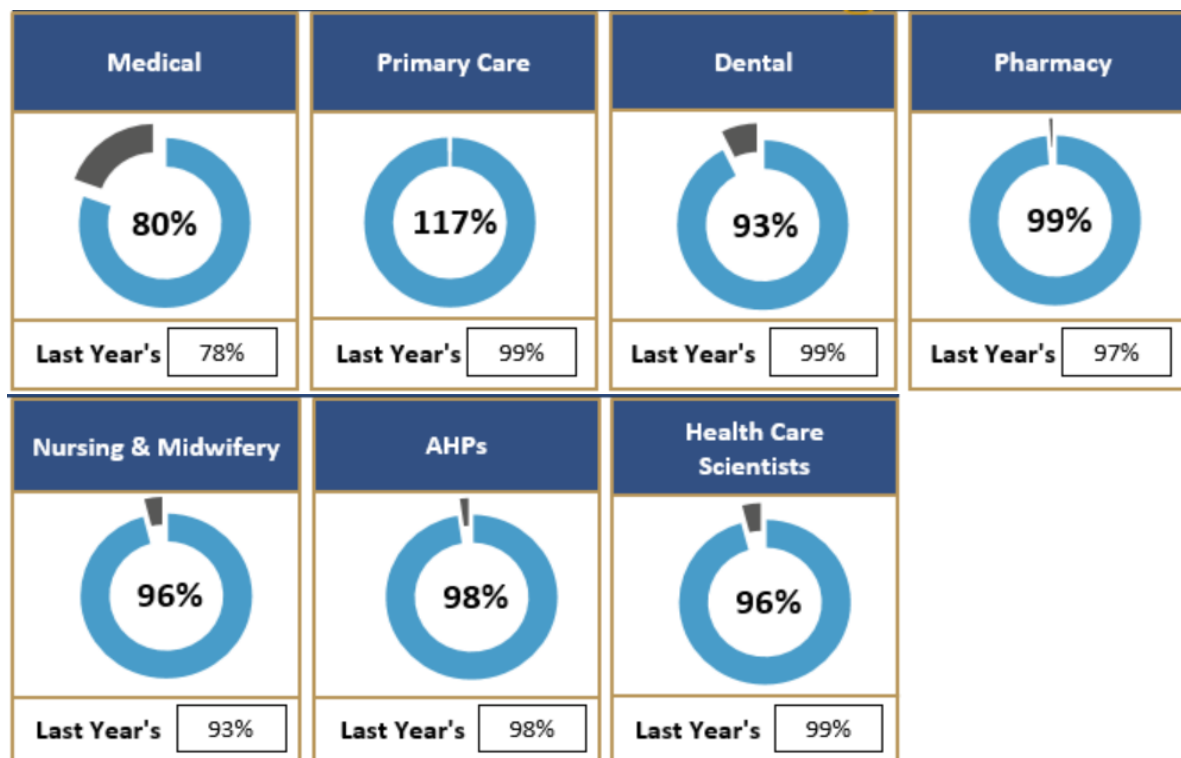 Medical
Primary Care
Dental
Pharmacy
80%
117%
93%
99%
Last Year's 78%
Last Year's 99%
Last Year's 99%
Last Year's 97%
Nursing & Midwifery
AHPs
Health Care
Scientists
96%
98%
96%
Last Year's 93%
Last Year's 98%
Last Year's 99%